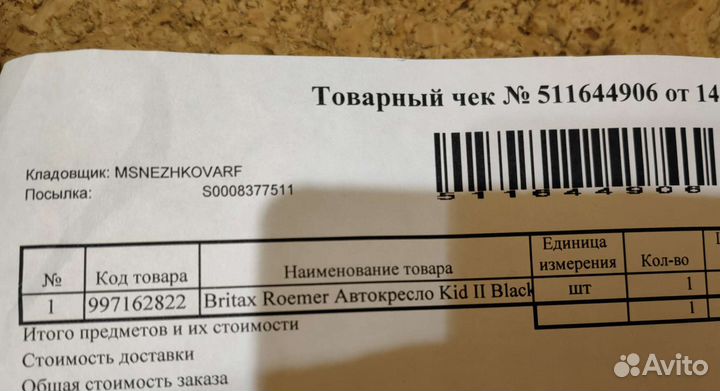 Товарный чек № 511644906 от 14
Кладовщик: MSNEZHKOVARF
Посылка: S0008377511
511644906
№ Код товара Наименование товара Единица измерения Кол-во
1 997162822 Britax Roemer Автокресло Kid II Black шт 1
1
Итого предметов и их стоимости
Стоимость доставки
Общая стоимость заказа
Avito